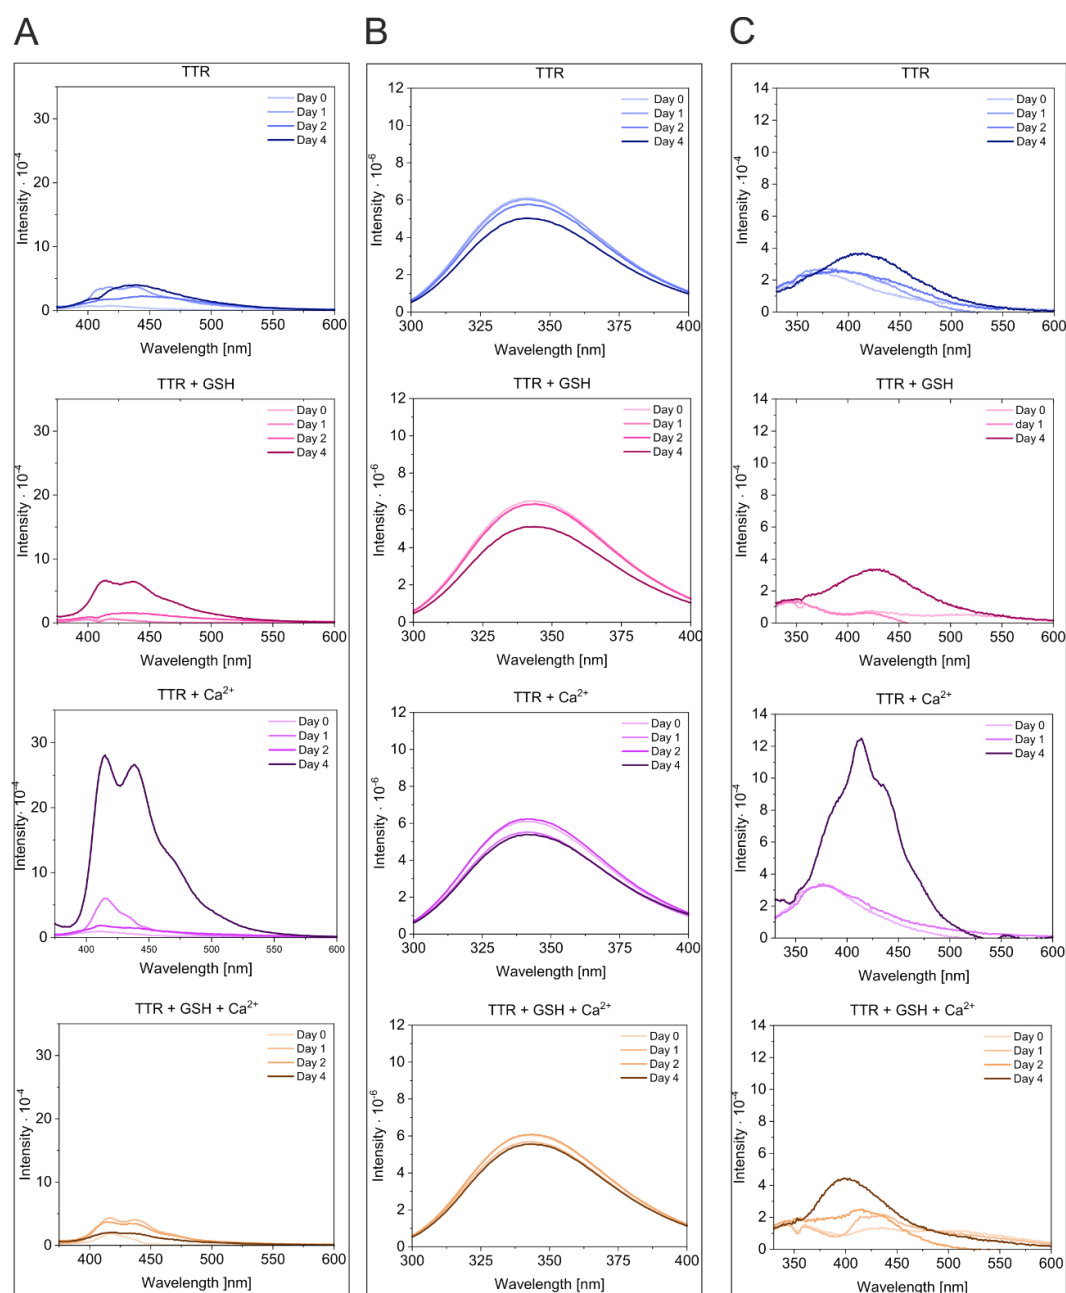 A
B
C
TTR
Day 0
Day 1
Day 2
Day 4
Intensity · 10⁻⁴
30
20
10
0
400
450
500
550
600
Wavelength [nm]
TTR
Day 0
Day 1
Day 2
Day 4
Intensity · 10⁻⁶
12
10
8
6
4
2
0
300
325
350
375
400
Wavelength [nm]
TTR
Day 0
Day 1
Day 2
Day 4
Intensity · 10⁻⁴
14
12
10
8
6
4
2
0
350
400
450
500
550
600
Wavelength [nm]
TTR + GSH
Day 0
Day 1
Day 2
Day 4
Intensity · 10⁻⁴
30
20
10
0
400
450
500
550
600
Wavelength [nm]
TTR + GSH
Day 0
Day 1
Day 2
Day 4
Intensity · 10⁻⁶
12
10
8
6
4
2
0
300
325
350
375
400
Wavelength [nm]
TTR + GSH
Day 0
day 1
Day 4
Intensity · 10⁻⁴
14
12
10
8
6
4
2
0
350
400
450
500
550
600
Wavelength [nm]
TTR + Ca²⁺
Day 0
Day 1
Day 2
Day 4
Intensity· 10⁻⁴
30
20
10
0
400
450
500
550
600
Wavelength [nm]
TTR + Ca²⁺
Day 0
Day 1
Day 2
Day 4
Intensity · 10⁻⁶
12
10
8
6
4
2
0
300
325
350
375
400
Wavelength [nm]
TTR + Ca²⁺
Day 0
Day 1
Day 4
Intensity · 10⁻⁴
14
12
10
8
6
4
2
0
350
400
450
500
550
600
Wavelength [nm]
TTR + GSH + Ca²⁺
Day 0
Day 1
Day 2
Day 4
Intensity · 10⁻⁴
30
20
10
0
400
450
500
550
600
Wavelength [nm]
TTR + GSH + Ca²⁺
Day 0
Day 1
Day 2
Day 4
Intensity · 10⁻⁶
12
10
8
6
4
2
0
300
325
350
375
400
Wavelength [nm]
TTR + GSH + Ca²⁺
Day 0
Day 1
Day 2
Day 4
Intensity · 10⁻⁴
14
12
10
8
6
4
2
0
350
400
450
500
550
600
Wavelength [nm]